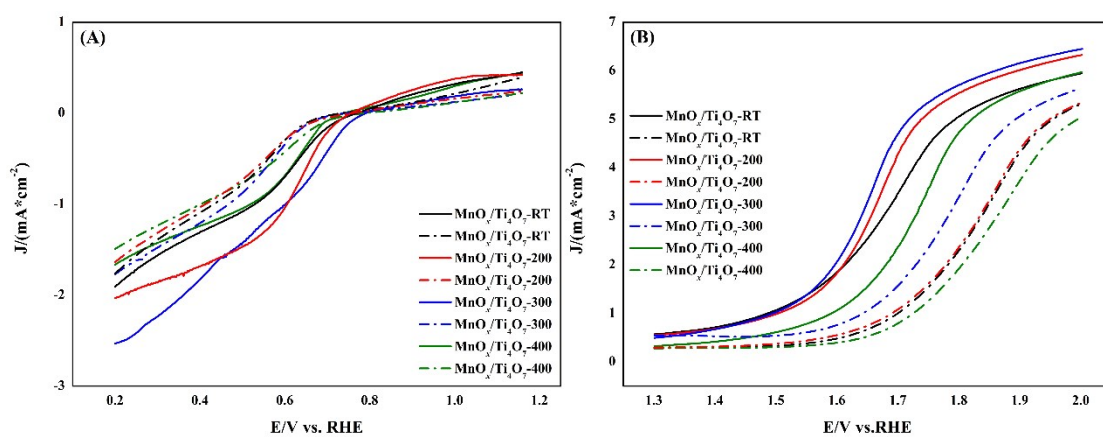 (A)
1
0
-1
-2
-3
J/(mA*cm-2)
0.2 0.4 0.6 0.8 1.0 1.2
E/V vs. RHE
MnOx/Ti4O7-RT
MnOx/Ti4O7-RT
MnOx/Ti4O7-200
MnOx/Ti4O7-200
MnOx/Ti4O7-300
MnOx/Ti4O7-300
MnOx/Ti4O7-400
MnOx/Ti4O7-400
(B)
7
6
5
4
3
2
1
0
J/(mA*cm-2)
1.3 1.4 1.5 1.6 1.7 1.8 1.9 2.0
E/V vs.RHE
MnOx/Ti4O7-RT
MnOx/Ti4O7-RT
MnOx/Ti4O7-200
MnOx/Ti4O7-200
MnOx/Ti4O7-300
MnOx/Ti4O7-300
MnOx/Ti4O7-400
MnOx/Ti4O7-400